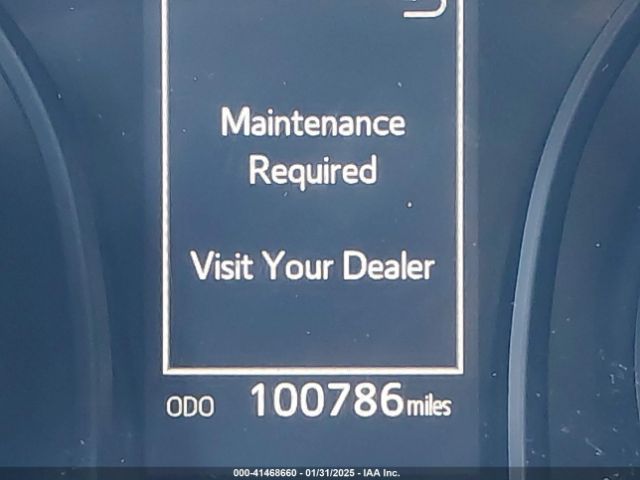 Maintenance
Required
Visit Your Dealer
ODO 100786 miles
000-41468660 - 01/31/2025 - IAA Inc.